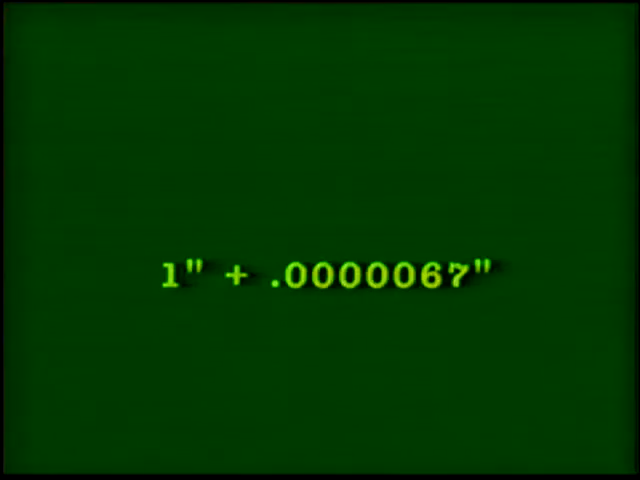 1" + .0000067"